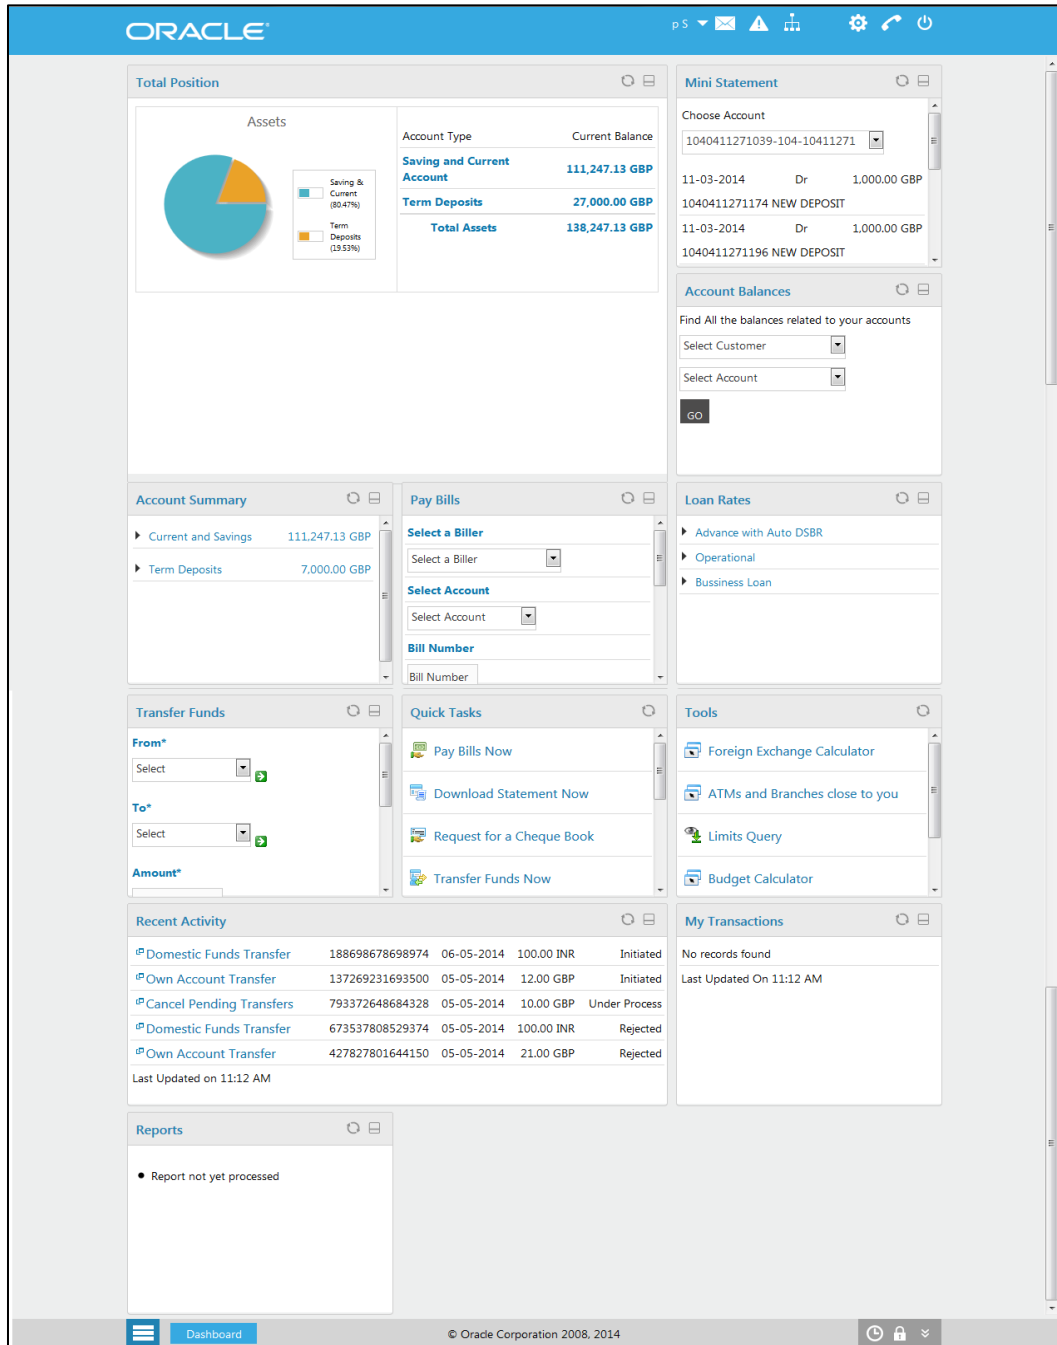 ORACLE
p S
Total Position
Assets
Saving &
Current
(80.47%)
Term
Deposits
(19.53%)
Account Type Current Balance
Saving and Current
Account 111,247.13 GBP
Term Deposits 27,000.00 GBP
Total Assets 138,247.13 GBP
Mini Statement
Choose Account
1040411271039-104-10411271
11-03-2014 Dr 1,000.00 GBP
1040411271174 NEW DEPOSIT
11-03-2014 Dr 1,000.00 GBP
1040411271196 NEW DEPOSIT
Account Balances
Find All the balances related to your accounts
Select Customer
Select Account
GO
Account Summary
Current and Savings 111,247.13 GBP
Term Deposits 7,000.00 GBP
Pay Bills
Select a Biller
Select a Biller
Select Account
Select Account
Bill Number
Bill Number
Loan Rates
Advance with Auto DSBR
Operational
Bussiness Loan
Transfer Funds
From*
Select
To*
Select
Amount*
Quick Tasks
Pay Bills Now
Download Statement Now
Request for a Cheque Book
Transfer Funds Now
Tools
Foreign Exchange Calculator
ATMs and Branches close to you
Limits Query
Budget Calculator
Recent Activity
Domestic Funds Transfer 188698678698974 06-05-2014 100.00 INR Initiated
Own Account Transfer 137269231693500 05-05-2014 12.00 GBP Initiated
Cancel Pending Transfers 793372648684328 05-05-2014 10.00 GBP Under Process
Domestic Funds Transfer 673537808529374 05-05-2014 100.00 INR Rejected
Own Account Transfer 427827801644150 05-05-2014 21.00 GBP Rejected
Last Updated on 11:12 AM
My Transactions
No records found
Last Updated On 11:12 AM
Reports
Report not yet processed
Dashboard
© Oracle Corporation 2008, 2014